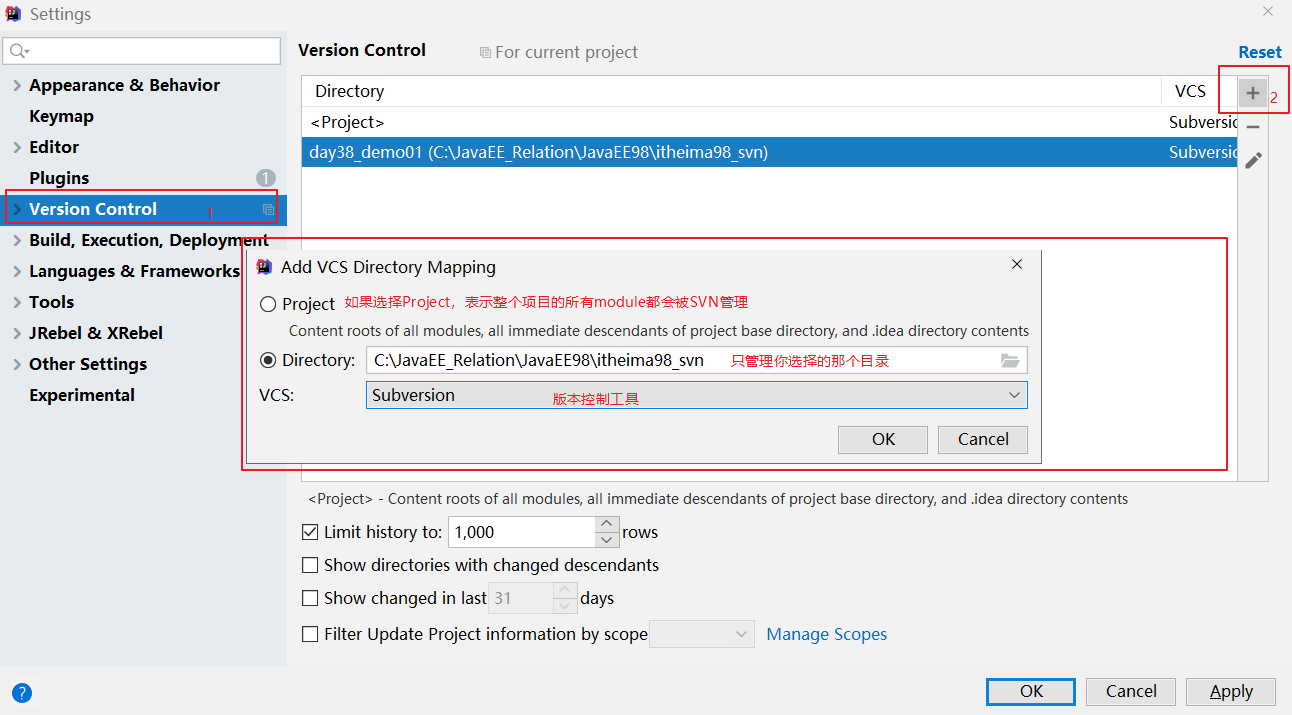 Settings
Version Control
For current project
Reset
Appearance & Behavior
Keymap
Editor
Plugins
1
Version Control
1
Build, Execution, Deployment
Languages & Frameworks
Tools
JRebel & XRebel
Other Settings
Experimental
Directory
VCS
2
<Project>
Subversio
day38_demo01 (C:\JavaEE_Relation\JavaEE98\itheima98_svn)
Subversio
Add VCS Directory Mapping
Project
如果选择Project，表示整个项目的所有module都会被SVN管理
Content roots of all modules, all immediate descendants of project base directory, and .idea directory contents
Directory:
C:\JavaEE_Relation\JavaEE98\itheima98_svn
只管理你选择的那个目录
VCS:
Subversion
版本控制工具
OK
Cancel
<Project> - Content roots of all modules, all immediate descendants of project base directory, and .idea directory contents
Limit history to: 1,000 rows
Show directories with changed descendants
Show changed in last 31 days
Filter Update Project information by scope
Manage Scopes
?
OK
Cancel
Apply